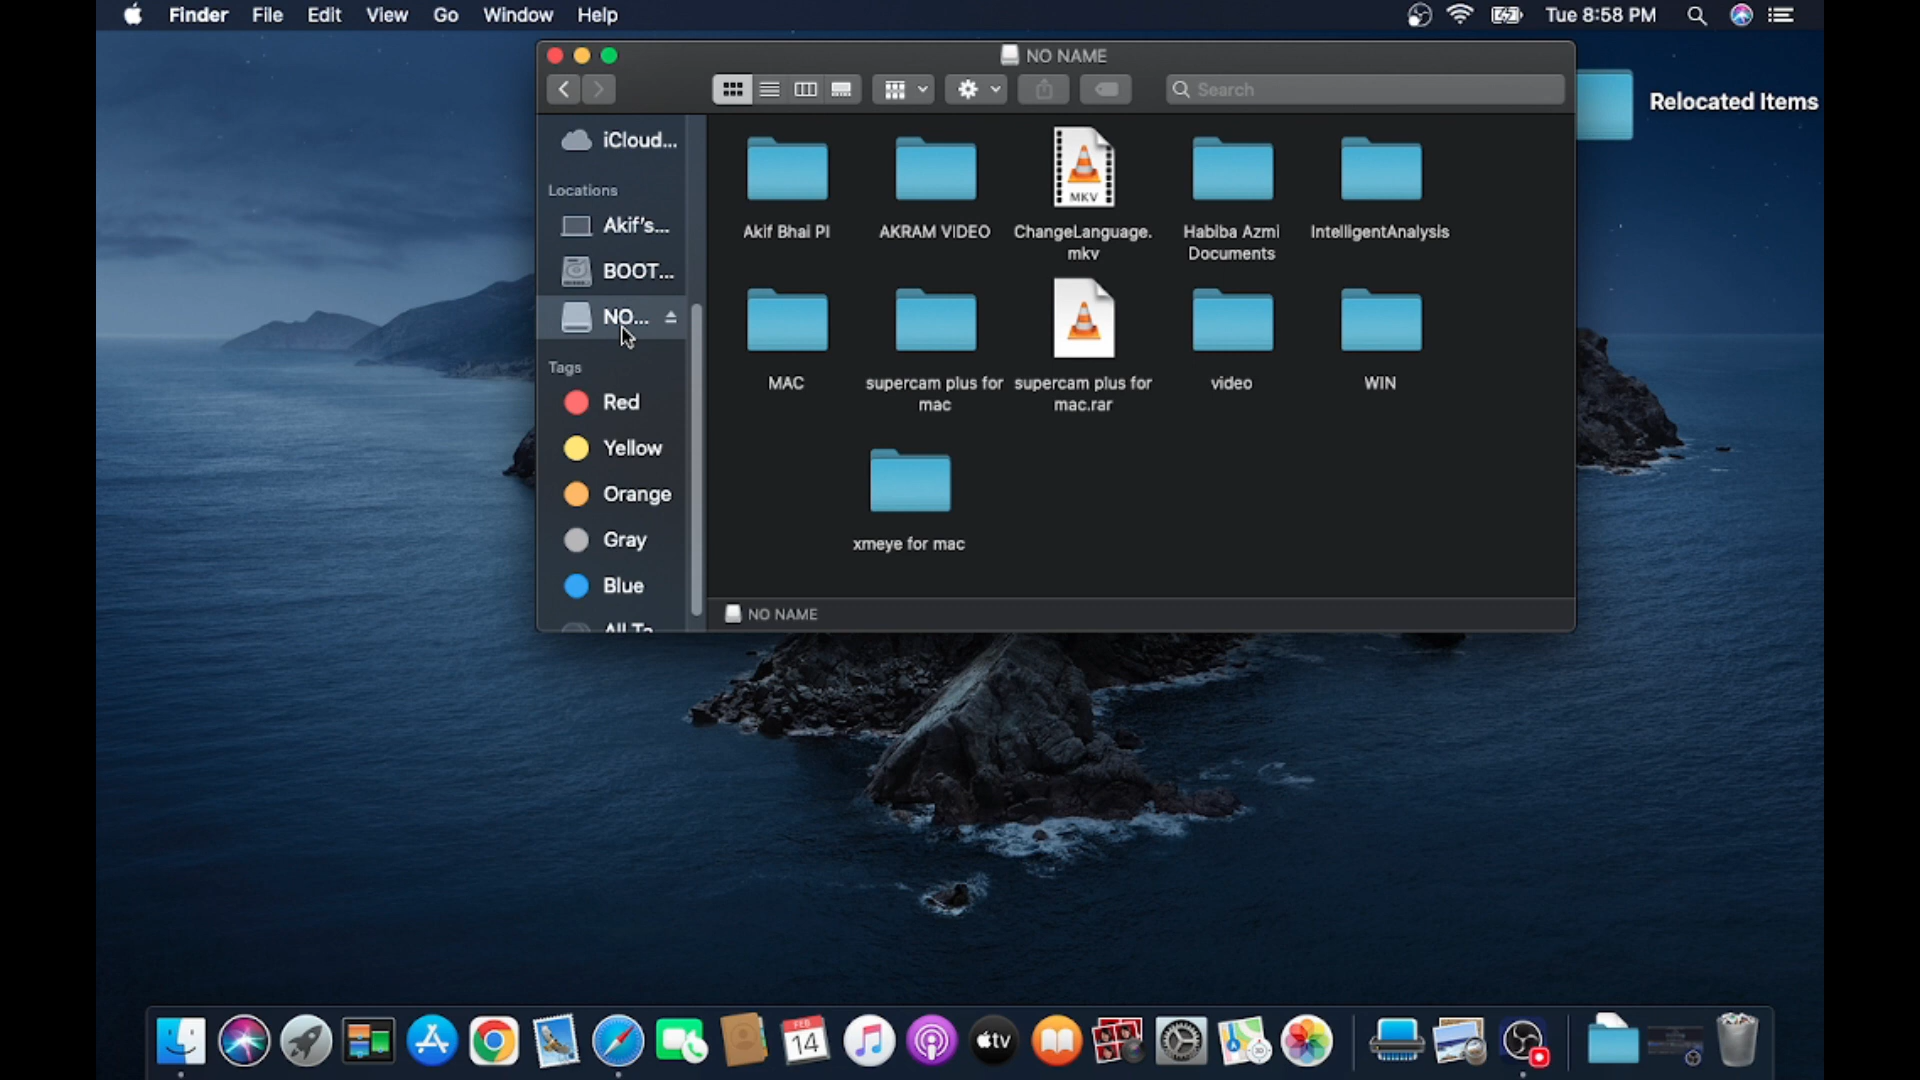 Finder File Edit View Go Window Help Tue 8:58 PM
NO NAME
Search
Relocated Items
iCloud...
Locations
Akif's...
BOOT...
NO...
Tags
Red
Yellow
Orange
Gray
Blue
Akif Bhai PI
AKRAM VIDEO
MKV
ChangeLanguage.
mkv
Habiba Azmi
Documents
IntelligentAnalysis
MAC
supercam plus for
mac
supercam plus for
mac.rar
video
WIN
xmeye for mac
NO NAME
FEB
14
tv